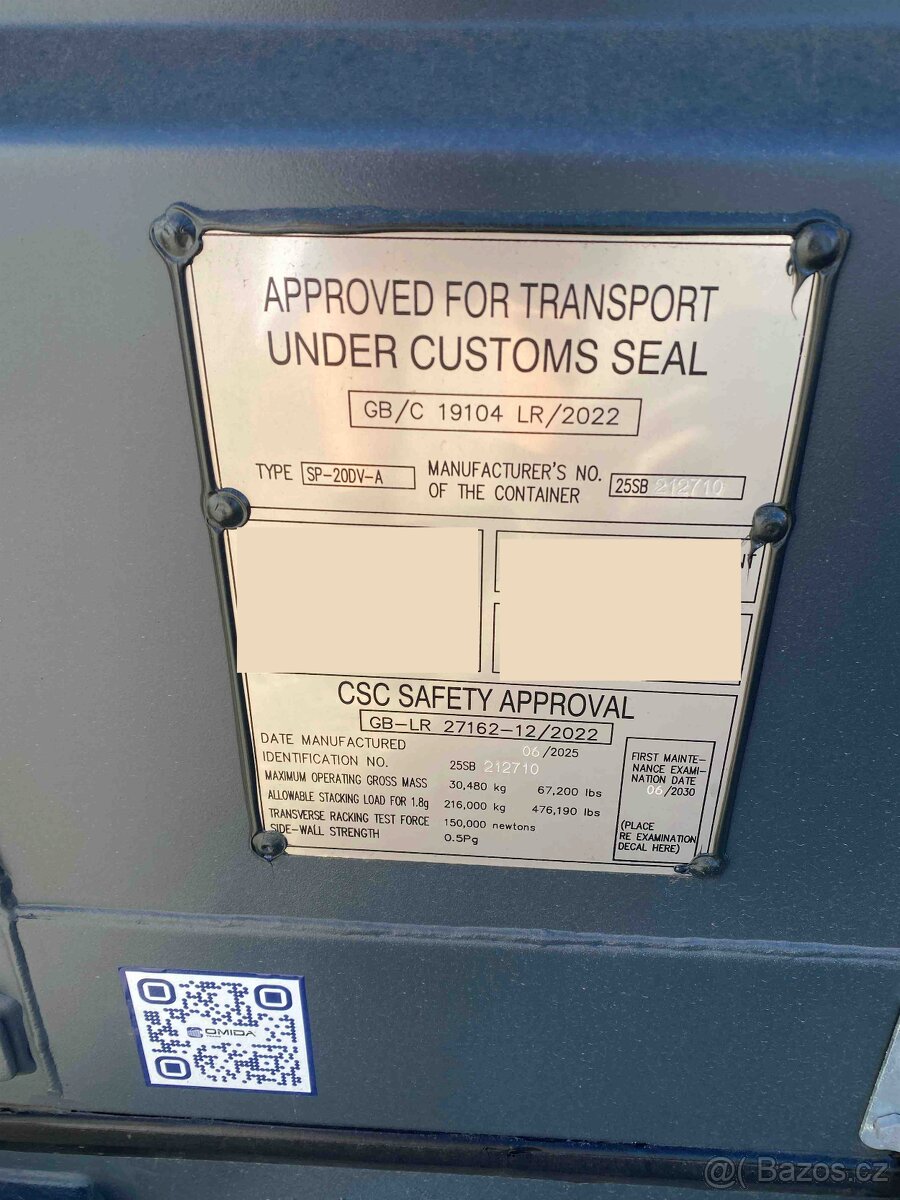 APPROVED FOR TRANSPORT
UNDER CUSTOMS SEAL
GB/C 19104 LR/2022
TYPE SP-20DV-A
MANUFACTURER'S NO.
OF THE CONTAINER
25SB 212710
CSC SAFETY APPROVAL
GB-LR 27162-12/2022
DATE MANUFACTURED 06/2025
IDENTIFICATION NO. 25SB 212710
MAXIMUM OPERATING GROSS MASS 30,480 kg 67,200 lbs
ALLOWABLE STACKING LOAD FOR 1.8g 216,000 kg 476,190 lbs
TRANSVERSE RACKING TEST FORCE 150,000 newtons
SIDE-WALL STRENGTH 0.5Pg
FIRST MAINTE-
NANCE EXAMI-
NATION DATE
06/2030
(PLACE
RE EXAMINATION
DECAL HERE)
OMIDA
@( Bazos.cz